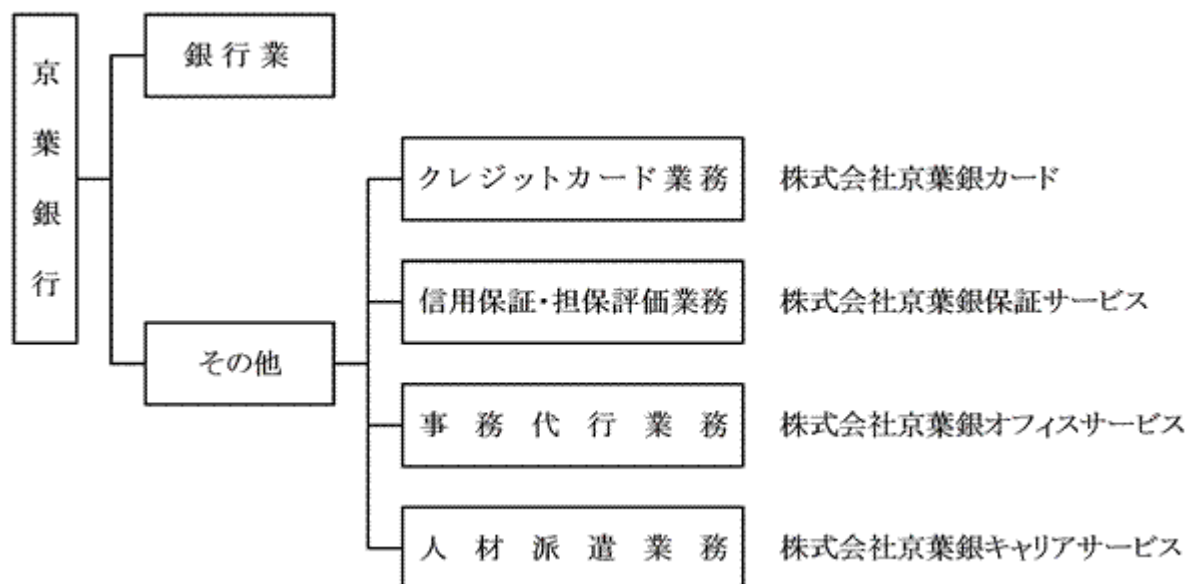 京葉銀行
銀行業
その他
クレジットカード業務 株式会社京葉銀カード
信用保証・担保評価業務 株式会社京葉銀保証サービス
事務代行業務 株式会社京葉銀オフィスサービス
人材派遣業務 株式会社京葉銀キャリアサービス